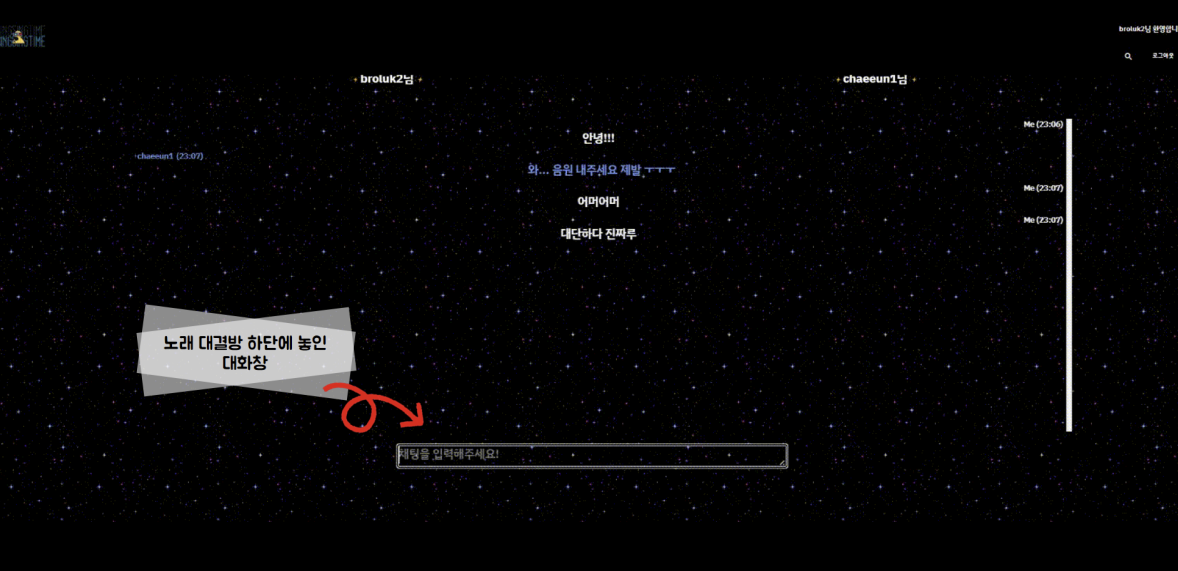 broluk2님 환영합니
로그아웃
broluk2님
chaeeun1님
Me (23:06)
안녕!!!
chaeeun1 (23:07)
와... 음원 내주세요 제발 ㅜㅜㅜ
Me (23:07)
어머어머
Me (23:07)
대단하다 진짜루
노래 대결방 하단에 놓인
대화창
채팅을 입력해주세요!